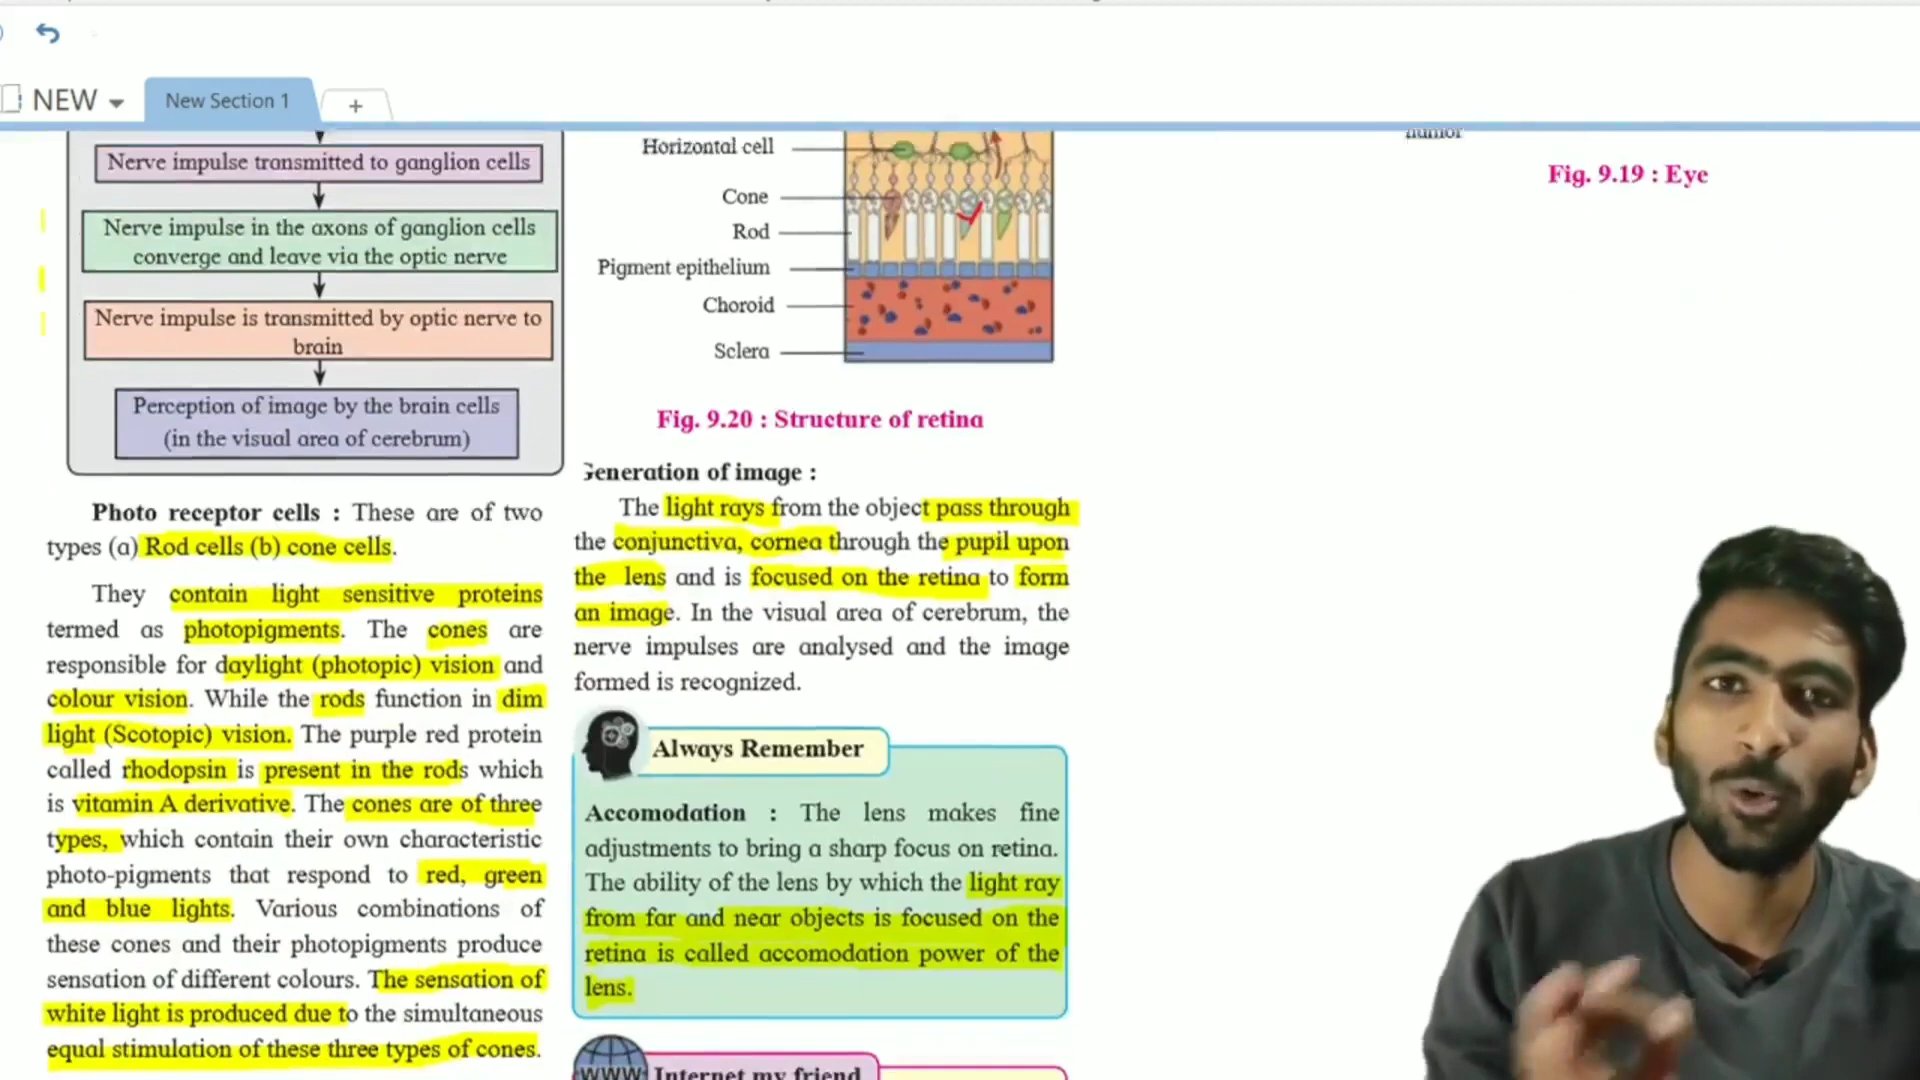 NEW
New Section 1
+
Nerve impulse transmitted to ganglion cells
Nerve impulse in the axons of ganglion cells
converge and leave via the optic nerve
Nerve impulse is transmitted by optic nerve to
brain
Perception of image by the brain cells
(in the visual area of cerebrum)
Photo receptor cells : These are of two
types (a) Rod cells (b) cone cells.
They contain light sensitive proteins
termed as photopigments. The cones are
responsible for daylight (photopic) vision and
colour vision. While the rods function in dim
light (Scotopic) vision. The purple red protein
called rhodopsin is present in the rods which
is vitamin A derivative. The cones are of three
types, which contain their own characteristic
photo-pigments that respond to red, green
and blue lights. Various combinations of
these cones and their photopigments produce
sensation of different colours. The sensation of
white light is produced due to the simultaneous
equal stimulation of these three types of cones.
Horizontal cell
Cone
Rod
Pigment epithelium
Choroid
Sclera
Fig. 9.20 : Structure of retina
Generation of image :
The light rays from the object pass through
the conjunctiva, cornea through the pupil upon
the lens and is focused on the retina to form
an image. In the visual area of cerebrum, the
nerve impulses are analysed and the image
formed is recognized.
Always Remember
Accomodation : The lens makes fine
adjustments to bring a sharp focus on retina.
The ability of the lens by which the light ray
from far and near objects is focused on the
retina is called accomodation power of the
lens.
WWW
Internet my friend
humor
Fig. 9.19 : Eye